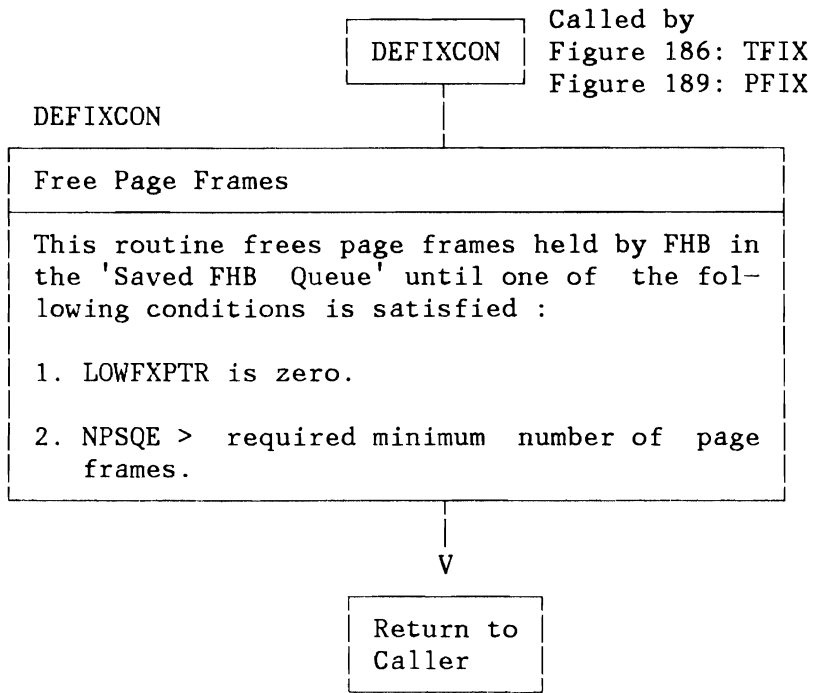 Called by
DEFIXCON Figure 186: TFIX
Figure 189: PFIX
DEFIXCON
Free Page Frames
This routine frees page frames held by FHB in
the 'Saved FHB Queue' until one of the fol-
lowing conditions is satisfied :
1. LOWFXPTR is zero.
2. NPSQE > required minimum number of page
frames.
V
Return to
Caller